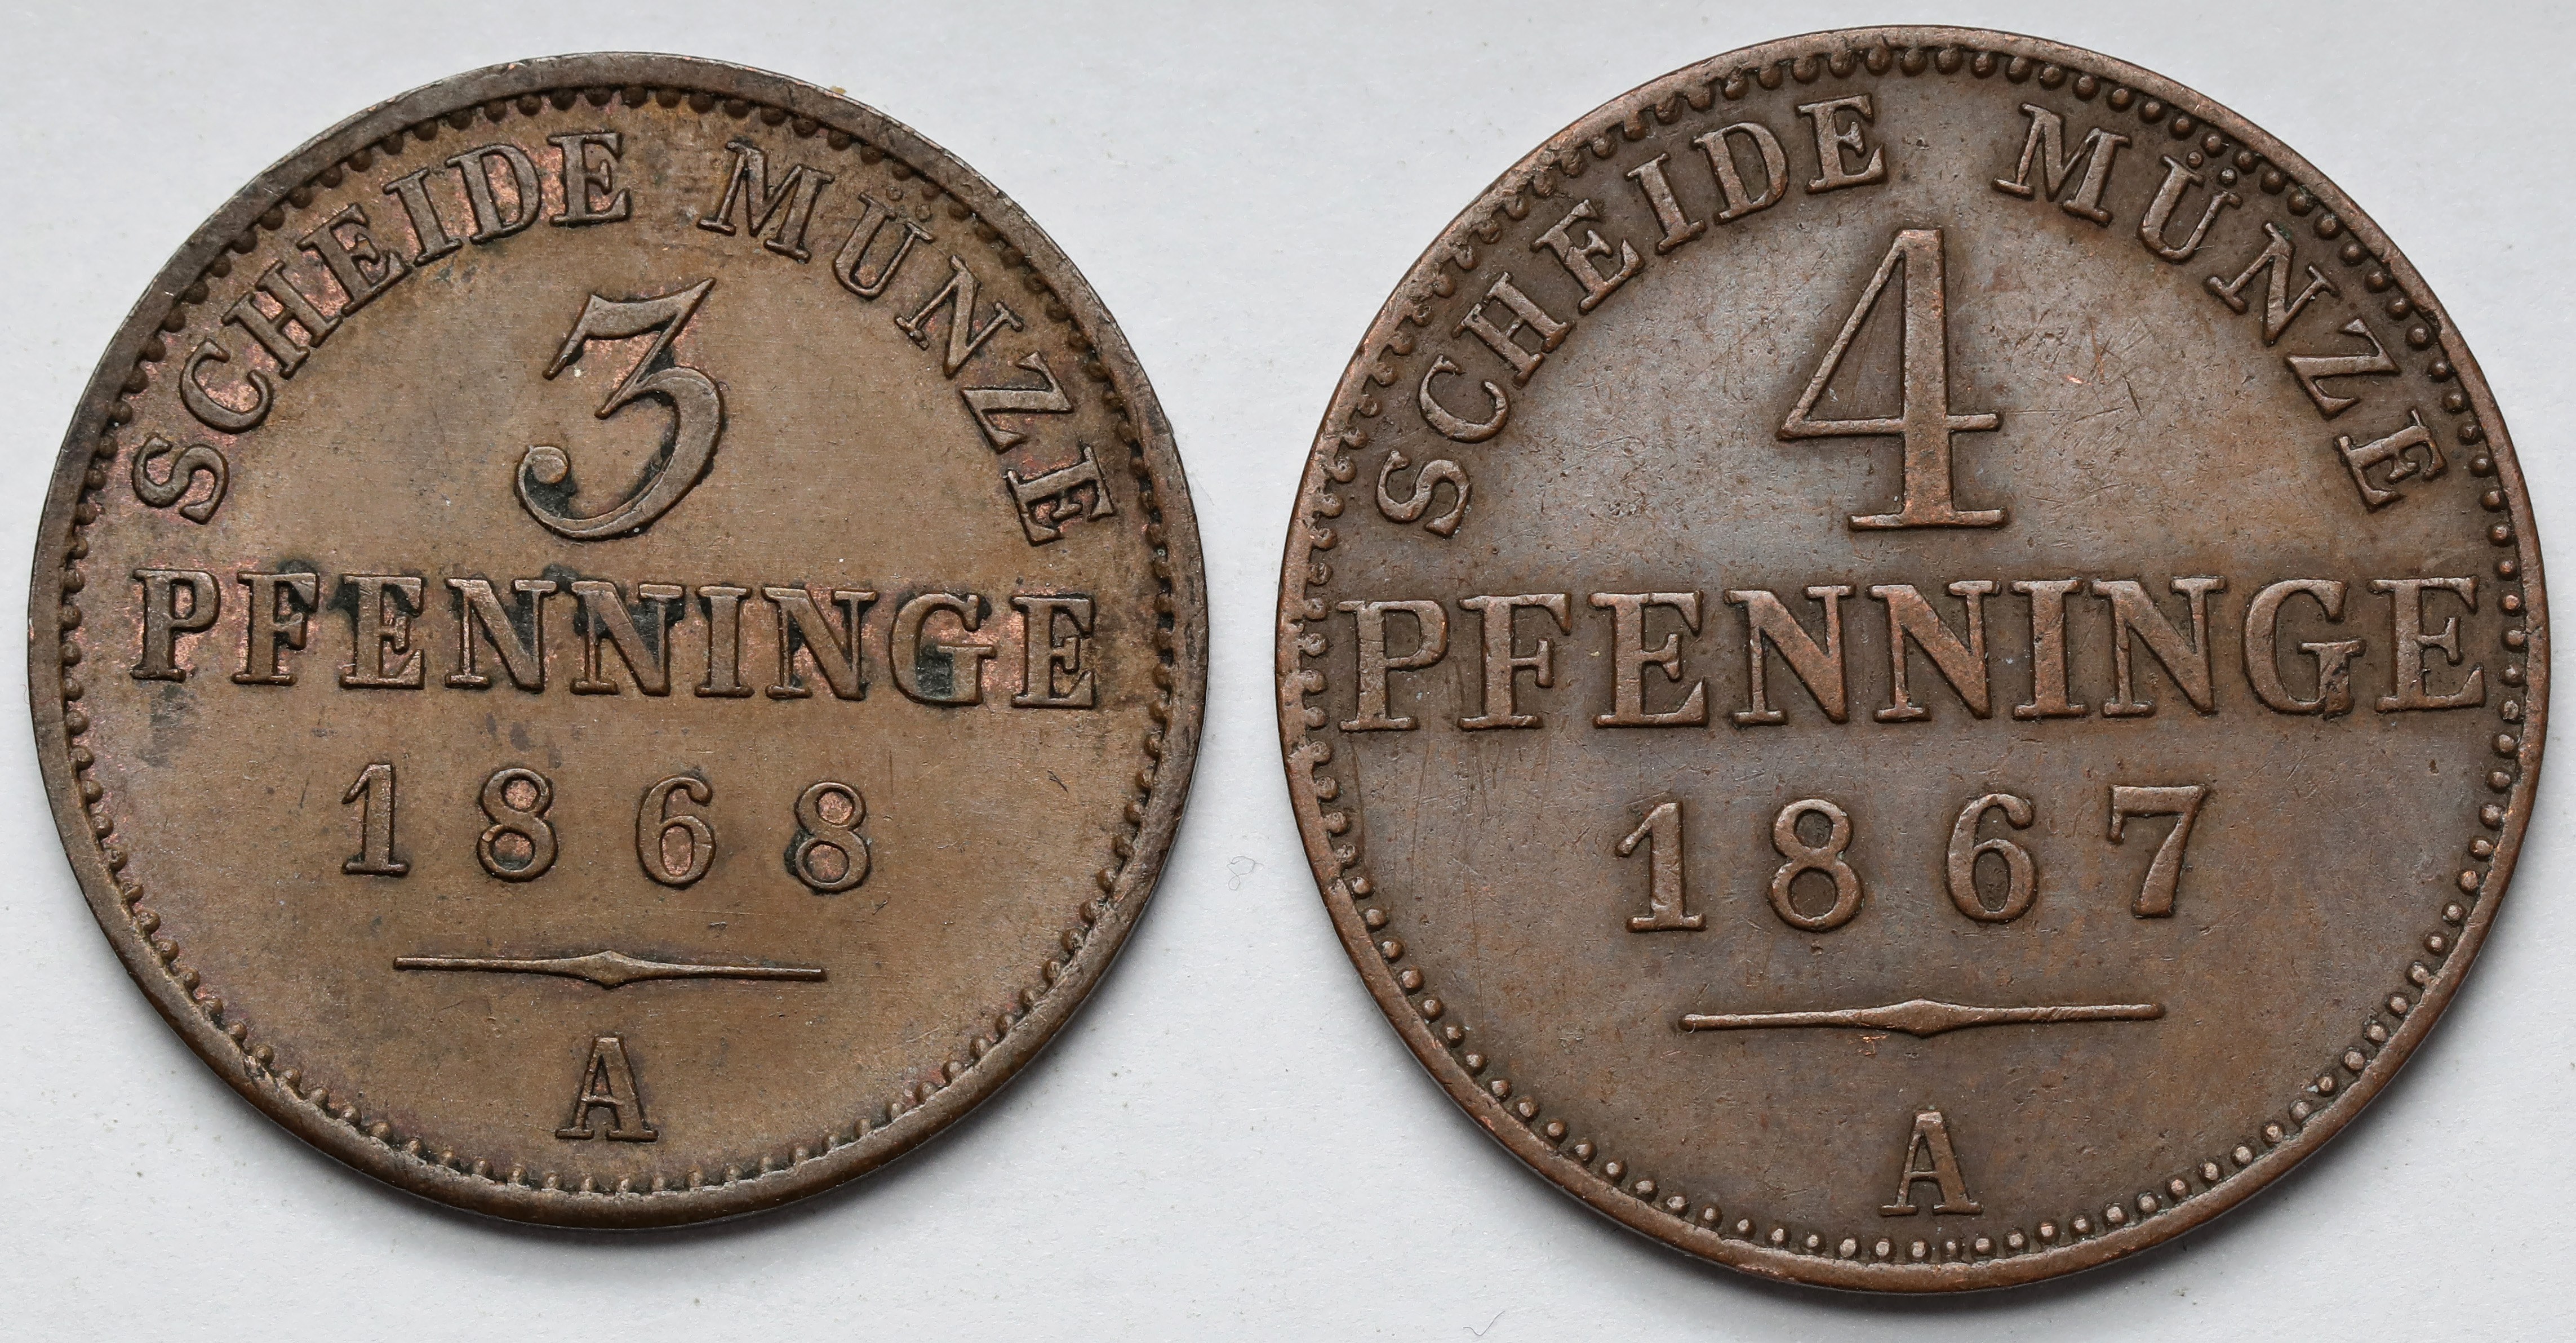 SCHEIDE MÜNZE
3
PFENNINGE
1868
A
SCHEIDE MÜNZE
4
PFENNINGE
1867
A